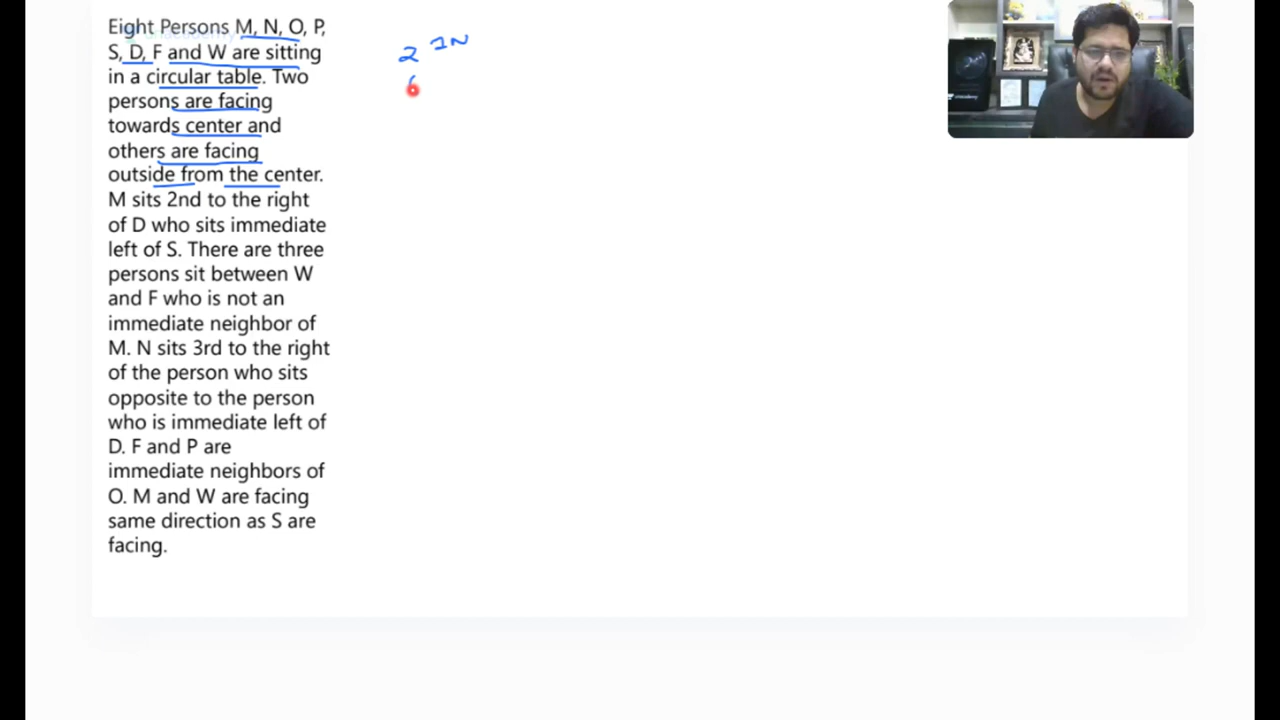 Eight Persons M, N, O, P,
S, D, F and W are sitting
in a circular table. Two
persons are facing
towards center and
others are facing
outside from the center.
M sits 2nd to the right
of D who sits immediate
left of S. There are three
persons sit between W
and F who is not an
immediate neighbor of
M. N sits 3rd to the right
of the person who sits
opposite to the person
who is immediate left of
D. F and P are
immediate neighbors of
O. M and W are facing
same direction as S are
facing.
2 IN
6